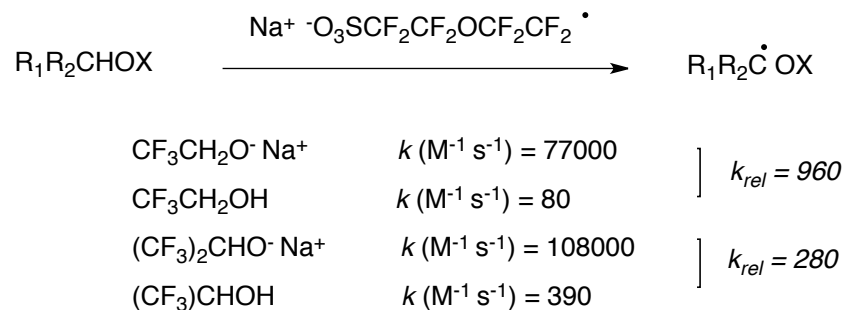 Na⁺ ⁻O₃SCF₂CF₂OCF₂CF₂ •
R₁R₂CHOX
R₁R₂Ċ OX
CF₃CH₂O⁻ Na⁺ k (M⁻¹ s⁻¹) = 77000
k_rel = 960
CF₃CH₂OH k (M⁻¹ s⁻¹) = 80
(CF₃)₂CHO⁻ Na⁺ k (M⁻¹ s⁻¹) = 108000
k_rel = 280
(CF₃)CHOH k (M⁻¹ s⁻¹) = 390